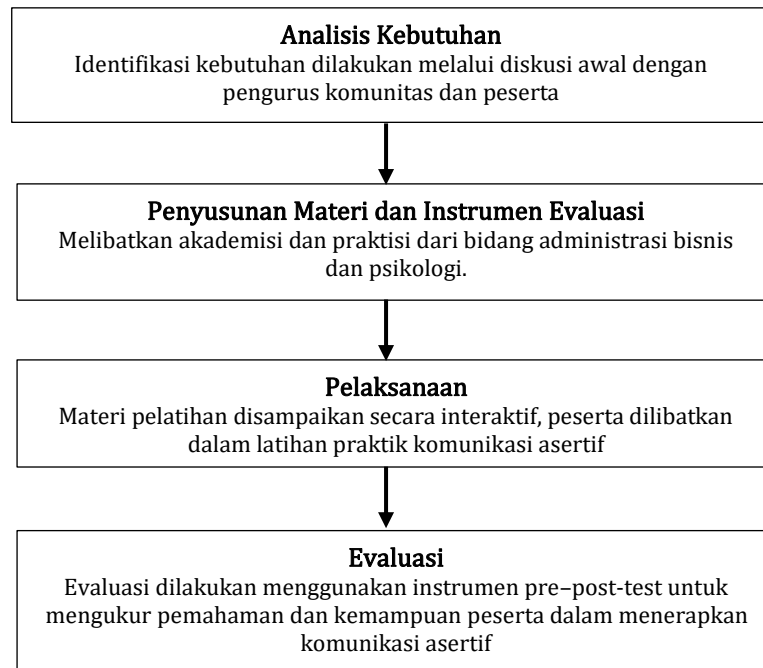 Analisis Kebutuhan
Identifikasi kebutuhan dilakukan melalui diskusi awal dengan
pengurus komunitas dan peserta
Penyusunan Materi dan Instrumen Evaluasi
Melibatkan akademisi dan praktisi dari bidang administrasi bisnis
dan psikologi.
Pelaksanaan
Materi pelatihan disampaikan secara interaktif, peserta dilibatkan
dalam latihan praktik komunikasi asertif
Evaluasi
Evaluasi dilakukan menggunakan instrumen pre–post-test untuk
mengukur pemahaman dan kemampuan peserta dalam menerapkan
komunikasi asertif